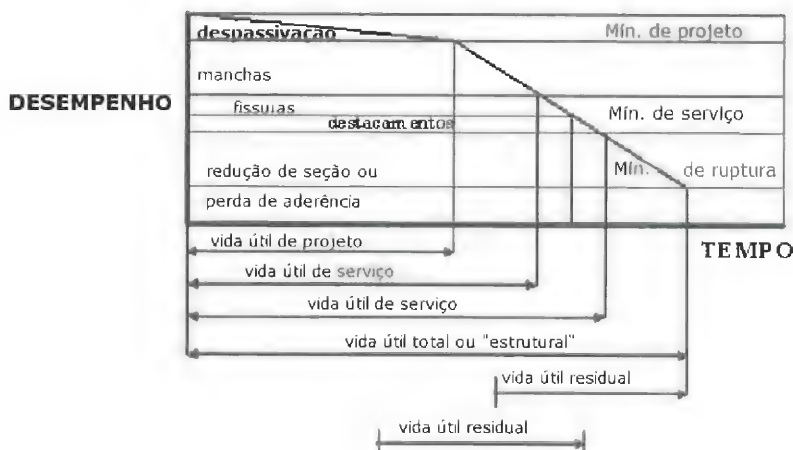 despassivação Mín. de projeto
manchas
DESEMPENHO
fissuras Mín. de serviço
destacamentos
redução de seção ou Mín. de ruptura
perda de aderência
vida útil de projeto
TEMPO
vida útil de serviço
vida útil de serviço
vida útil total ou "estrutural"
vida útil residual
vida útil residual